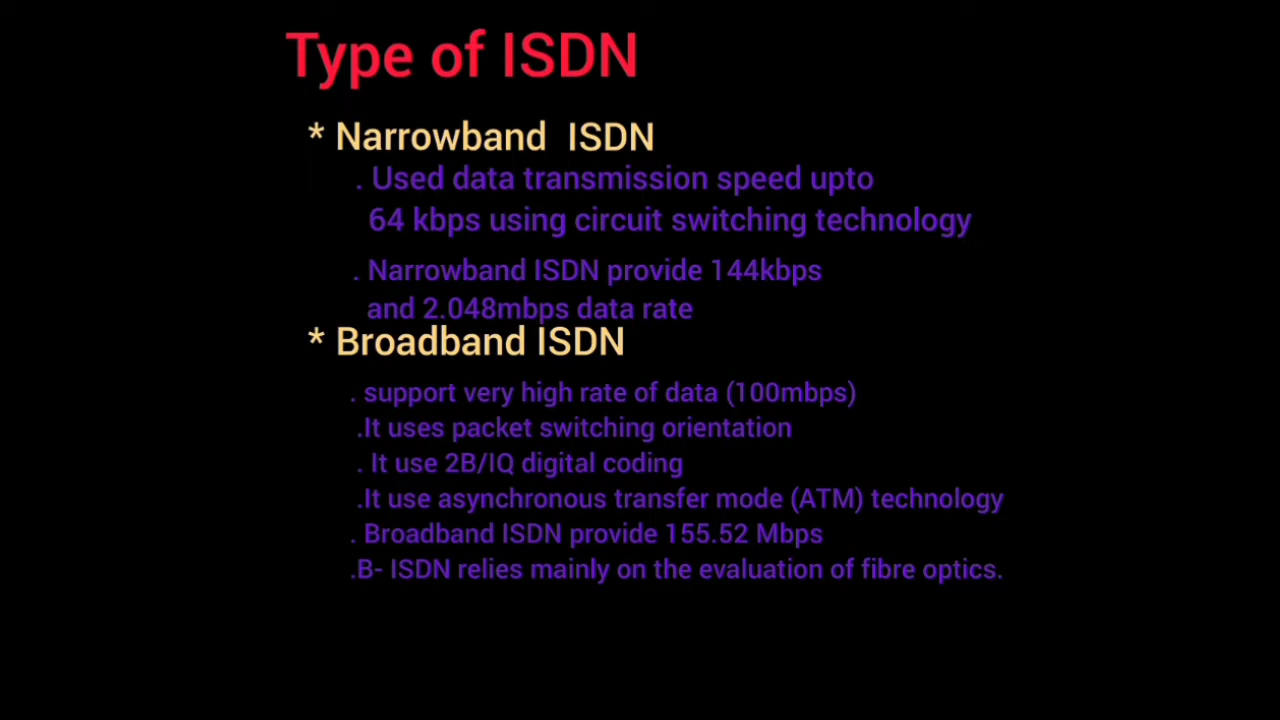 Type of ISDN
* Narrowband ISDN
. Used data transmission speed upto
64 kbps using circuit switching technology
. Narrowband ISDN provide 144kbps
and 2.048mbps data rate
* Broadband ISDN
. support very high rate of data (100mbps)
.It uses packet switching orientation
. It use 2B/IQ digital coding
.It use asynchronous transfer mode (ATM) technology
. Broadband ISDN provide 155.52 Mbps
.B- ISDN relies mainly on the evaluation of fibre optics.